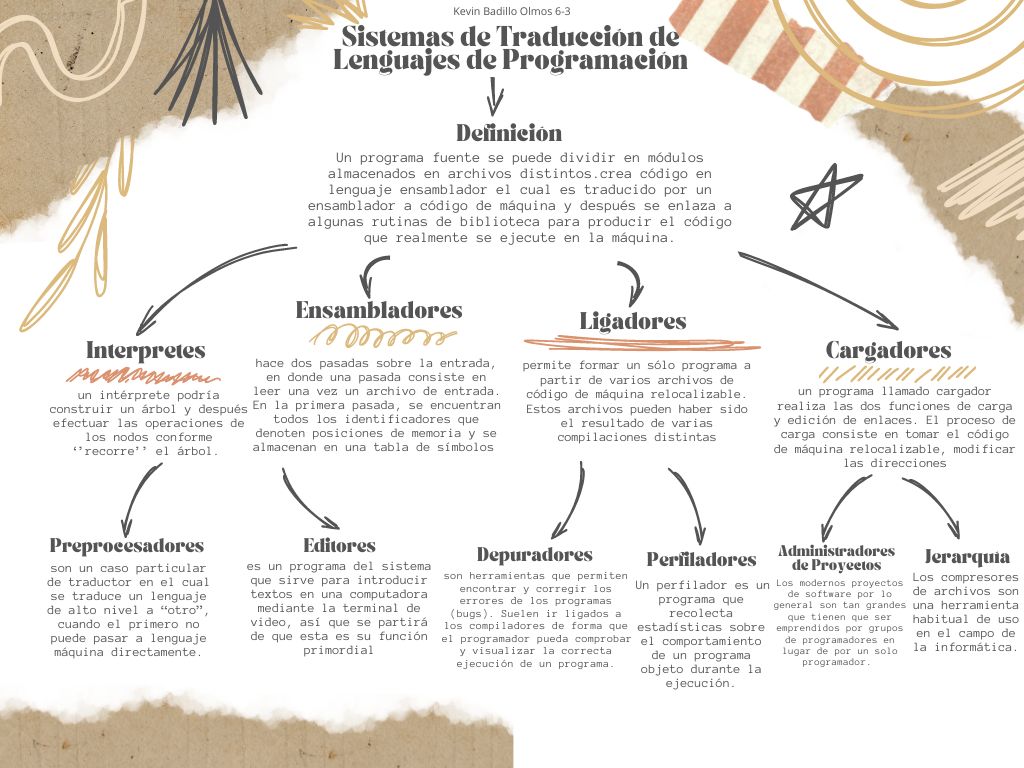 Kevin Badillo Olmos 6-3
Sistemas de Traducción de
Lenguajes de Programación
Definición
Un programa fuente se puede dividir en módulos
almacenados en archivos distintos.crea código en
lenguaje ensamblador el cual es traducido por un
ensamblador a código de máquina y después se enlaza a
algunas rutinas de biblioteca para producir el código
que realmente se ejecute en la máquina.
Interpretes
un intérprete podría
construir un árbol y después
efectuar las operaciones de
los nodos conforme
‘’recorre’’ el árbol.
Ensambladores
hace dos pasadas sobre la entrada,
en donde una pasada consiste en
leer una vez un archivo de entrada.
En la primera pasada, se encuentran
todos los identificadores que
denoten posiciones de memoria y se
almacenan en una tabla de símbolos
Ligadores
permite formar un sólo programa a
partir de varios archivos de
código de máquina relocalizable.
Estos archivos pueden haber sido
el resultado de varias
compilaciones distintas
Cargadores
un programa llamado cargador
realiza las dos funciones de carga
y edición de enlaces. El proceso de
carga consiste en tomar el código
de máquina relocalizable, modificar
las direcciones
Preprocesadores
son un caso particular
de traductor en el cual
se traduce un lenguaje
de alto nivel a “otro”,
cuando el primero no
puede pasar a lenguaje
máquina directamente.
Editores
es un programa del sistema
que sirve para introducir
textos en una computadora
mediante la terminal de
video, así que se partirá
de que esta es su función
primordial
Depuradores
son herramientas que permiten
encontrar y corregir los
errores de los programas
(bugs). Suelen ir ligados a
los compiladores de forma que
el programador pueda comprobar
y visualizar la correcta
ejecución de un programa.
Perfiladores
Un perfilador es un
programa que
recolecta
estadísticas sobre
el comportamiento
de un programa
objeto durante la
ejecución.
Administradores
de Proyectos
Los modernos proyectos
de software por lo
general son tan grandes
que tienen que ser
emprendidos por grupos
de programadores en
lugar de por un solo
programador.
Jerarquía
Los compresores
de archivos son
una herramienta
habitual de uso
en el campo de
la informática.